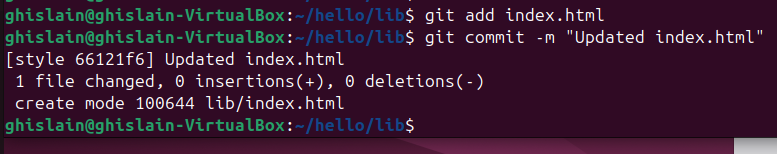 ghislain@ghislain-VirtualBox:~/hello/lib$ git add index.html
ghislain@ghislain-VirtualBox:~/hello/lib$ git commit -m "Updated index.html"
[style 66121f6] Updated index.html
 1 file changed, 0 insertions(+), 0 deletions(-)
 create mode 100644 lib/index.html
ghislain@ghislain-VirtualBox:~/hello/lib$